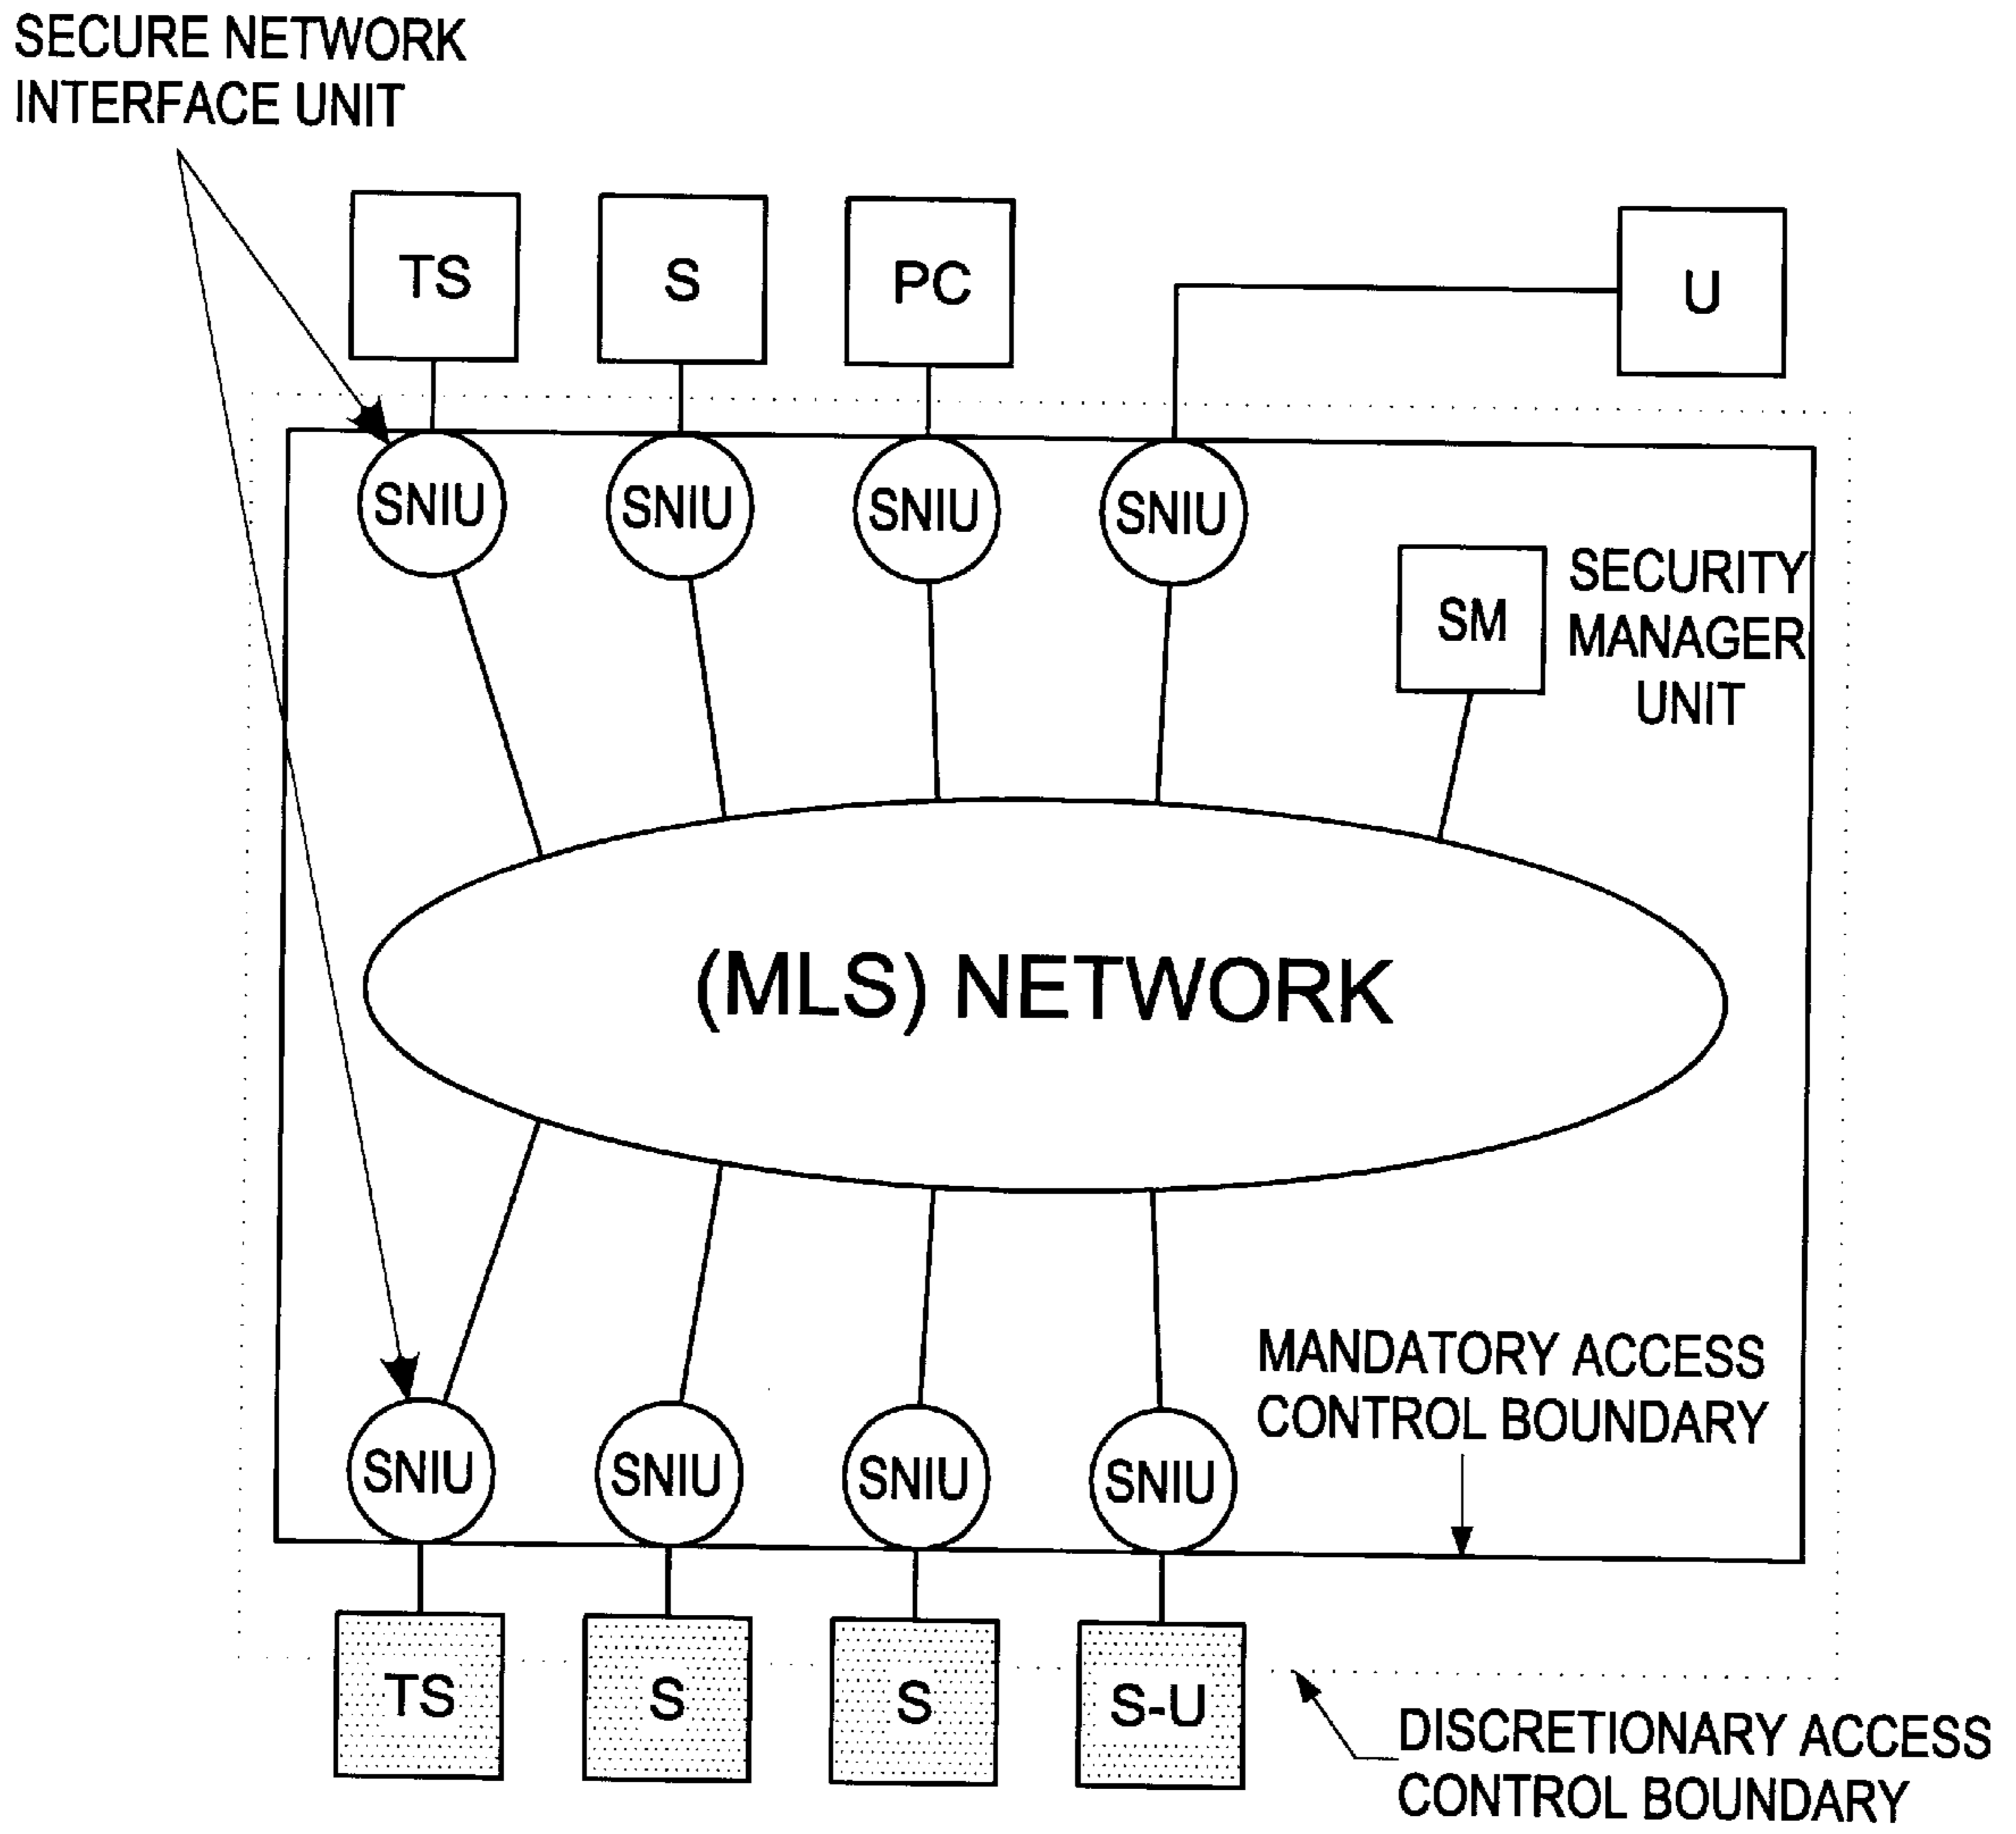 SECURE NETWORK
INTERFACE UNIT
TS
S
PC
U
SNIU
SNIU
SNIU
SNIU
SM
SECURITY
MANAGER
UNIT
(MLS) NETWORK
MANDATORY ACCESS
CONTROL BOUNDARY
SNIU
SNIU
SNIU
SNIU
TS
S
S
S-U
DISCRETIONARY ACCESS
CONTROL BOUNDARY